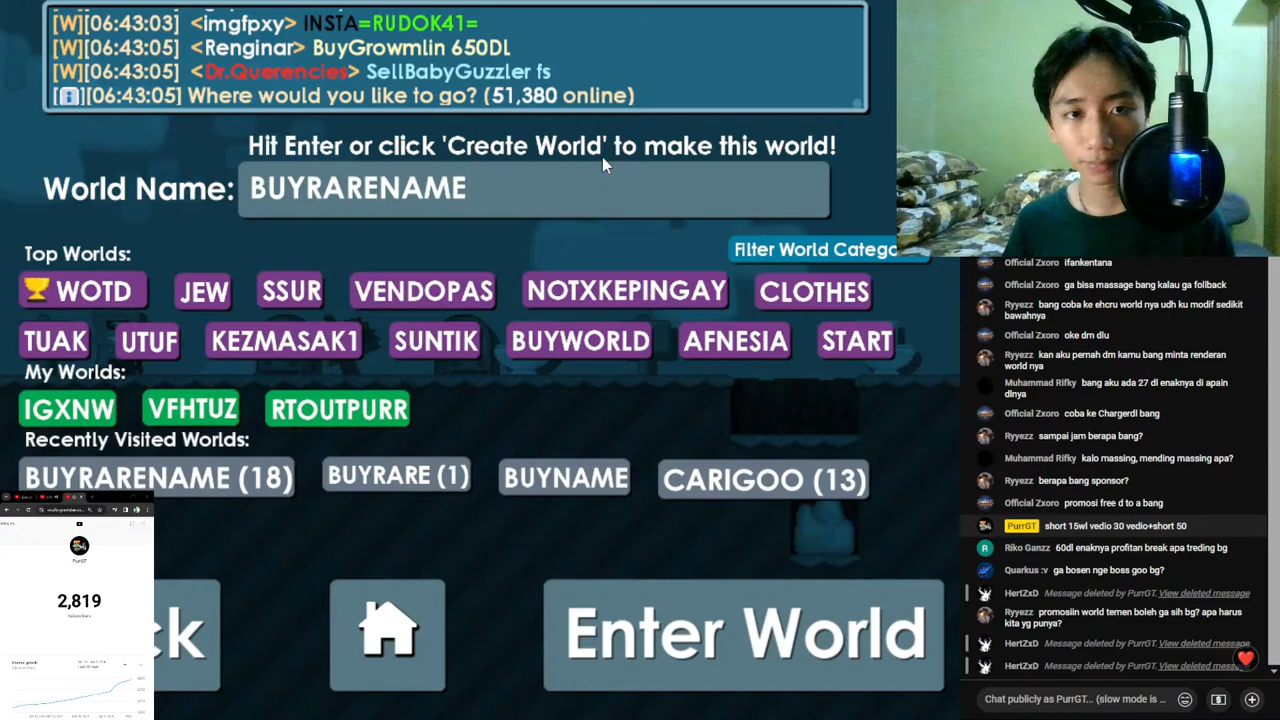 [W][06:43:03] <imgfpxy> INSTA=RUDOK41=
[W][06:43:05] <Renginar> BuyGrowmlin 650DL
[W][06:43:05] <Dr.Querencies> SellBabyGuzzler fs
[06:43:05] Where would you like to go? (51,380 online)
Hit Enter or click 'Create World' to make this world!
World Name: BUYRARENAME
Top Worlds:
Filter World Catego
WOTD JEW SSUR VENDOPAS NOTXKEPINGAY CLOTHES
TUAK UTUF KEZMASAK1 SUNTIK BUYWORLD AFNESIA START
My Worlds:
IGXNW VFHTUZ RTOUTPURR
Recently Visited Worlds:
BUYRARENAME (18) BUYRARE (1) BUYNAME CARIGOO (13)
ck
Enter World
PurrGT
2,819
Official Zxoro ifankentana
Official Zxoro ga bisa massage bang kalau ga follback
Ryyezz bang coba ke ehcru world nya udh ku modif sedikit
bawahnya
Official Zxoro oke dm dlu
Ryyezz kan aku pernah dm kamu bang minta renderan
world nya
Muhammad Rifky bang aku ada 27 dl enaknya di apain
dlnya
Official Zxoro coba ke Chargerdl bang
Ryyezz sampai jam berapa bang?
Muhammad Rifky kalo massing, mending massing apa?
Ryyezz berapa bang sponsor?
Official Zxoro promosi free d to a bang
PurrGT short 15wl vedio 30 vedio+short 50
R Riko Ganzz 60dl enaknya profitan break apa treding bg
Quarkus :v ga bosen nge boss goo bg?
HertZxD Message deleted by PurrGT. View deleted message
Ryyezz promosiin world temen boleh ga sih bg? apa harus
kita yg punya?
HertZxD Message deleted by PurrGT. View deleted message
HertZxD Message deleted by PurrGT. View deleted mess
Chat publicly as PurrGT... (slow mode is ...